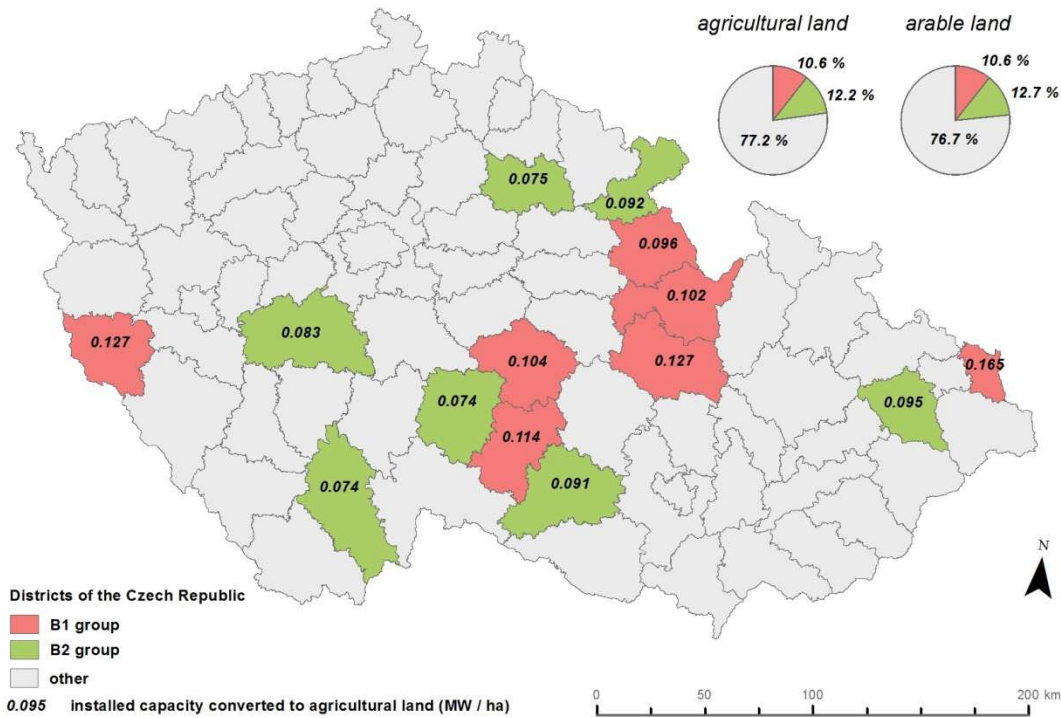 agricultural land
arable land
10.6 %
12.2 %
77.2 %
10.6 %
12.7 %
76.7 %
0.075
0.092
0.096
0.102
0.127
0.083
0.104
0.127
0.165
0.074
0.095
0.114
0.074
0.091
N
Districts of the Czech Republic
B1 group
B2 group
other
0.095 installed capacity converted to agricultural land (MW / ha)
0 50 100 200 km